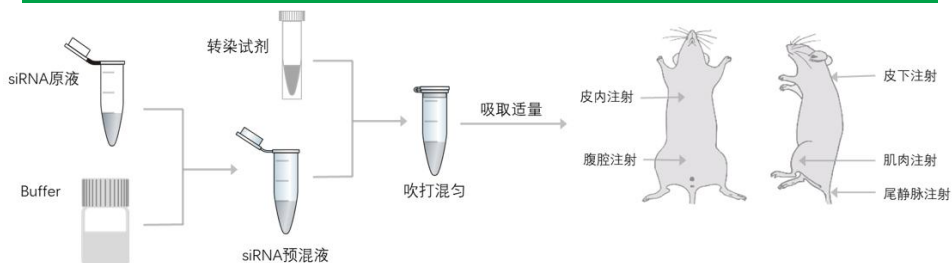 siRNA原液
Buffer
转染试剂
siRNA预混液
吹打混匀
吸取适量
皮内注射
腹腔注射
皮下注射
肌肉注射
尾静脉注射